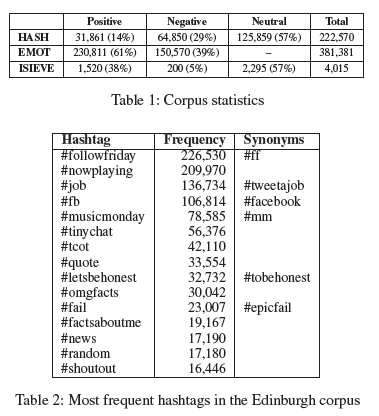 Positive Negative Neutral Total
HASH 31,861 (14%) 64,850 (29%) 125,859 (57%) 222,570
EMOT 230,811 (61%) 150,570 (39%) – 381,381
ISIEVE 1,520 (38%) 200 (5%) 2,295 (57%) 4,015
Table 1: Corpus statistics
Hashtag Frequency Synonyms
#followfriday 226,530 #ff
#nowplaying 209,970
#job 136,734 #tweetajob
#fb 106,814 #facebook
#musicmonday 78,585 #mm
#tinychat 56,376
#tcot 42,110
#quote 33,554
#letsbehonest 32,732 #tobehonest
#omgfacts 30,042
#fail 23,007 #epicfail
#factsaboutme 19,167
#news 17,190
#random 17,180
#shoutout 16,446
Table 2: Most frequent hashtags in the Edinburgh corpus